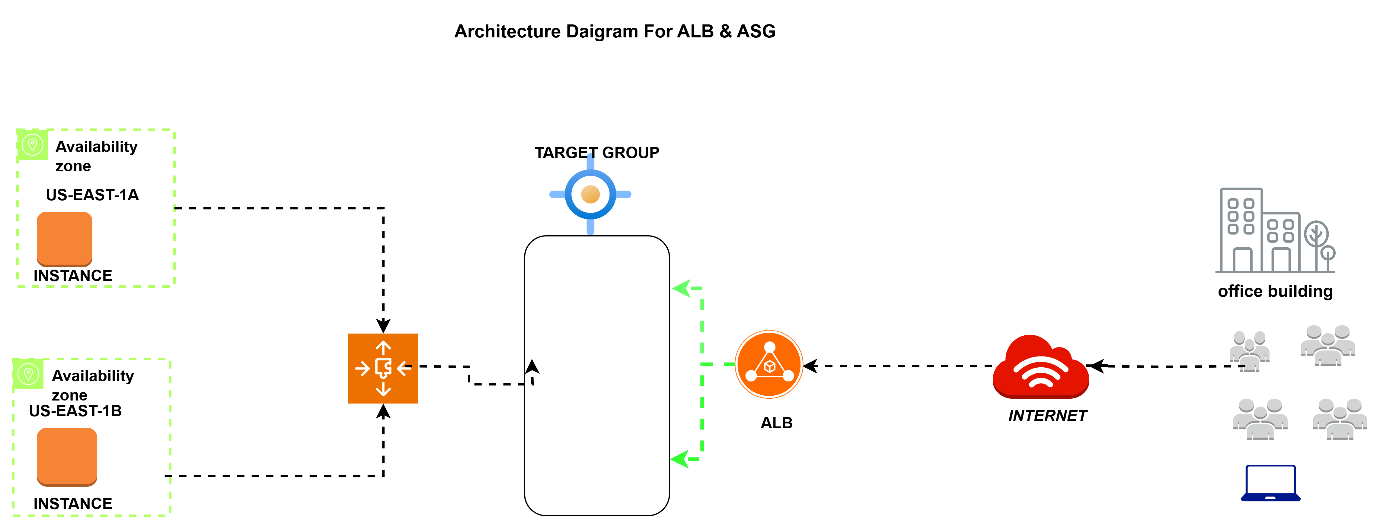 Architecture Daigram For ALB & ASG
Availability
zone
US-EAST-1A
INSTANCE
Availability
zone
US-EAST-1B
INSTANCE
TARGET GROUP
ALB
INTERNET
office building